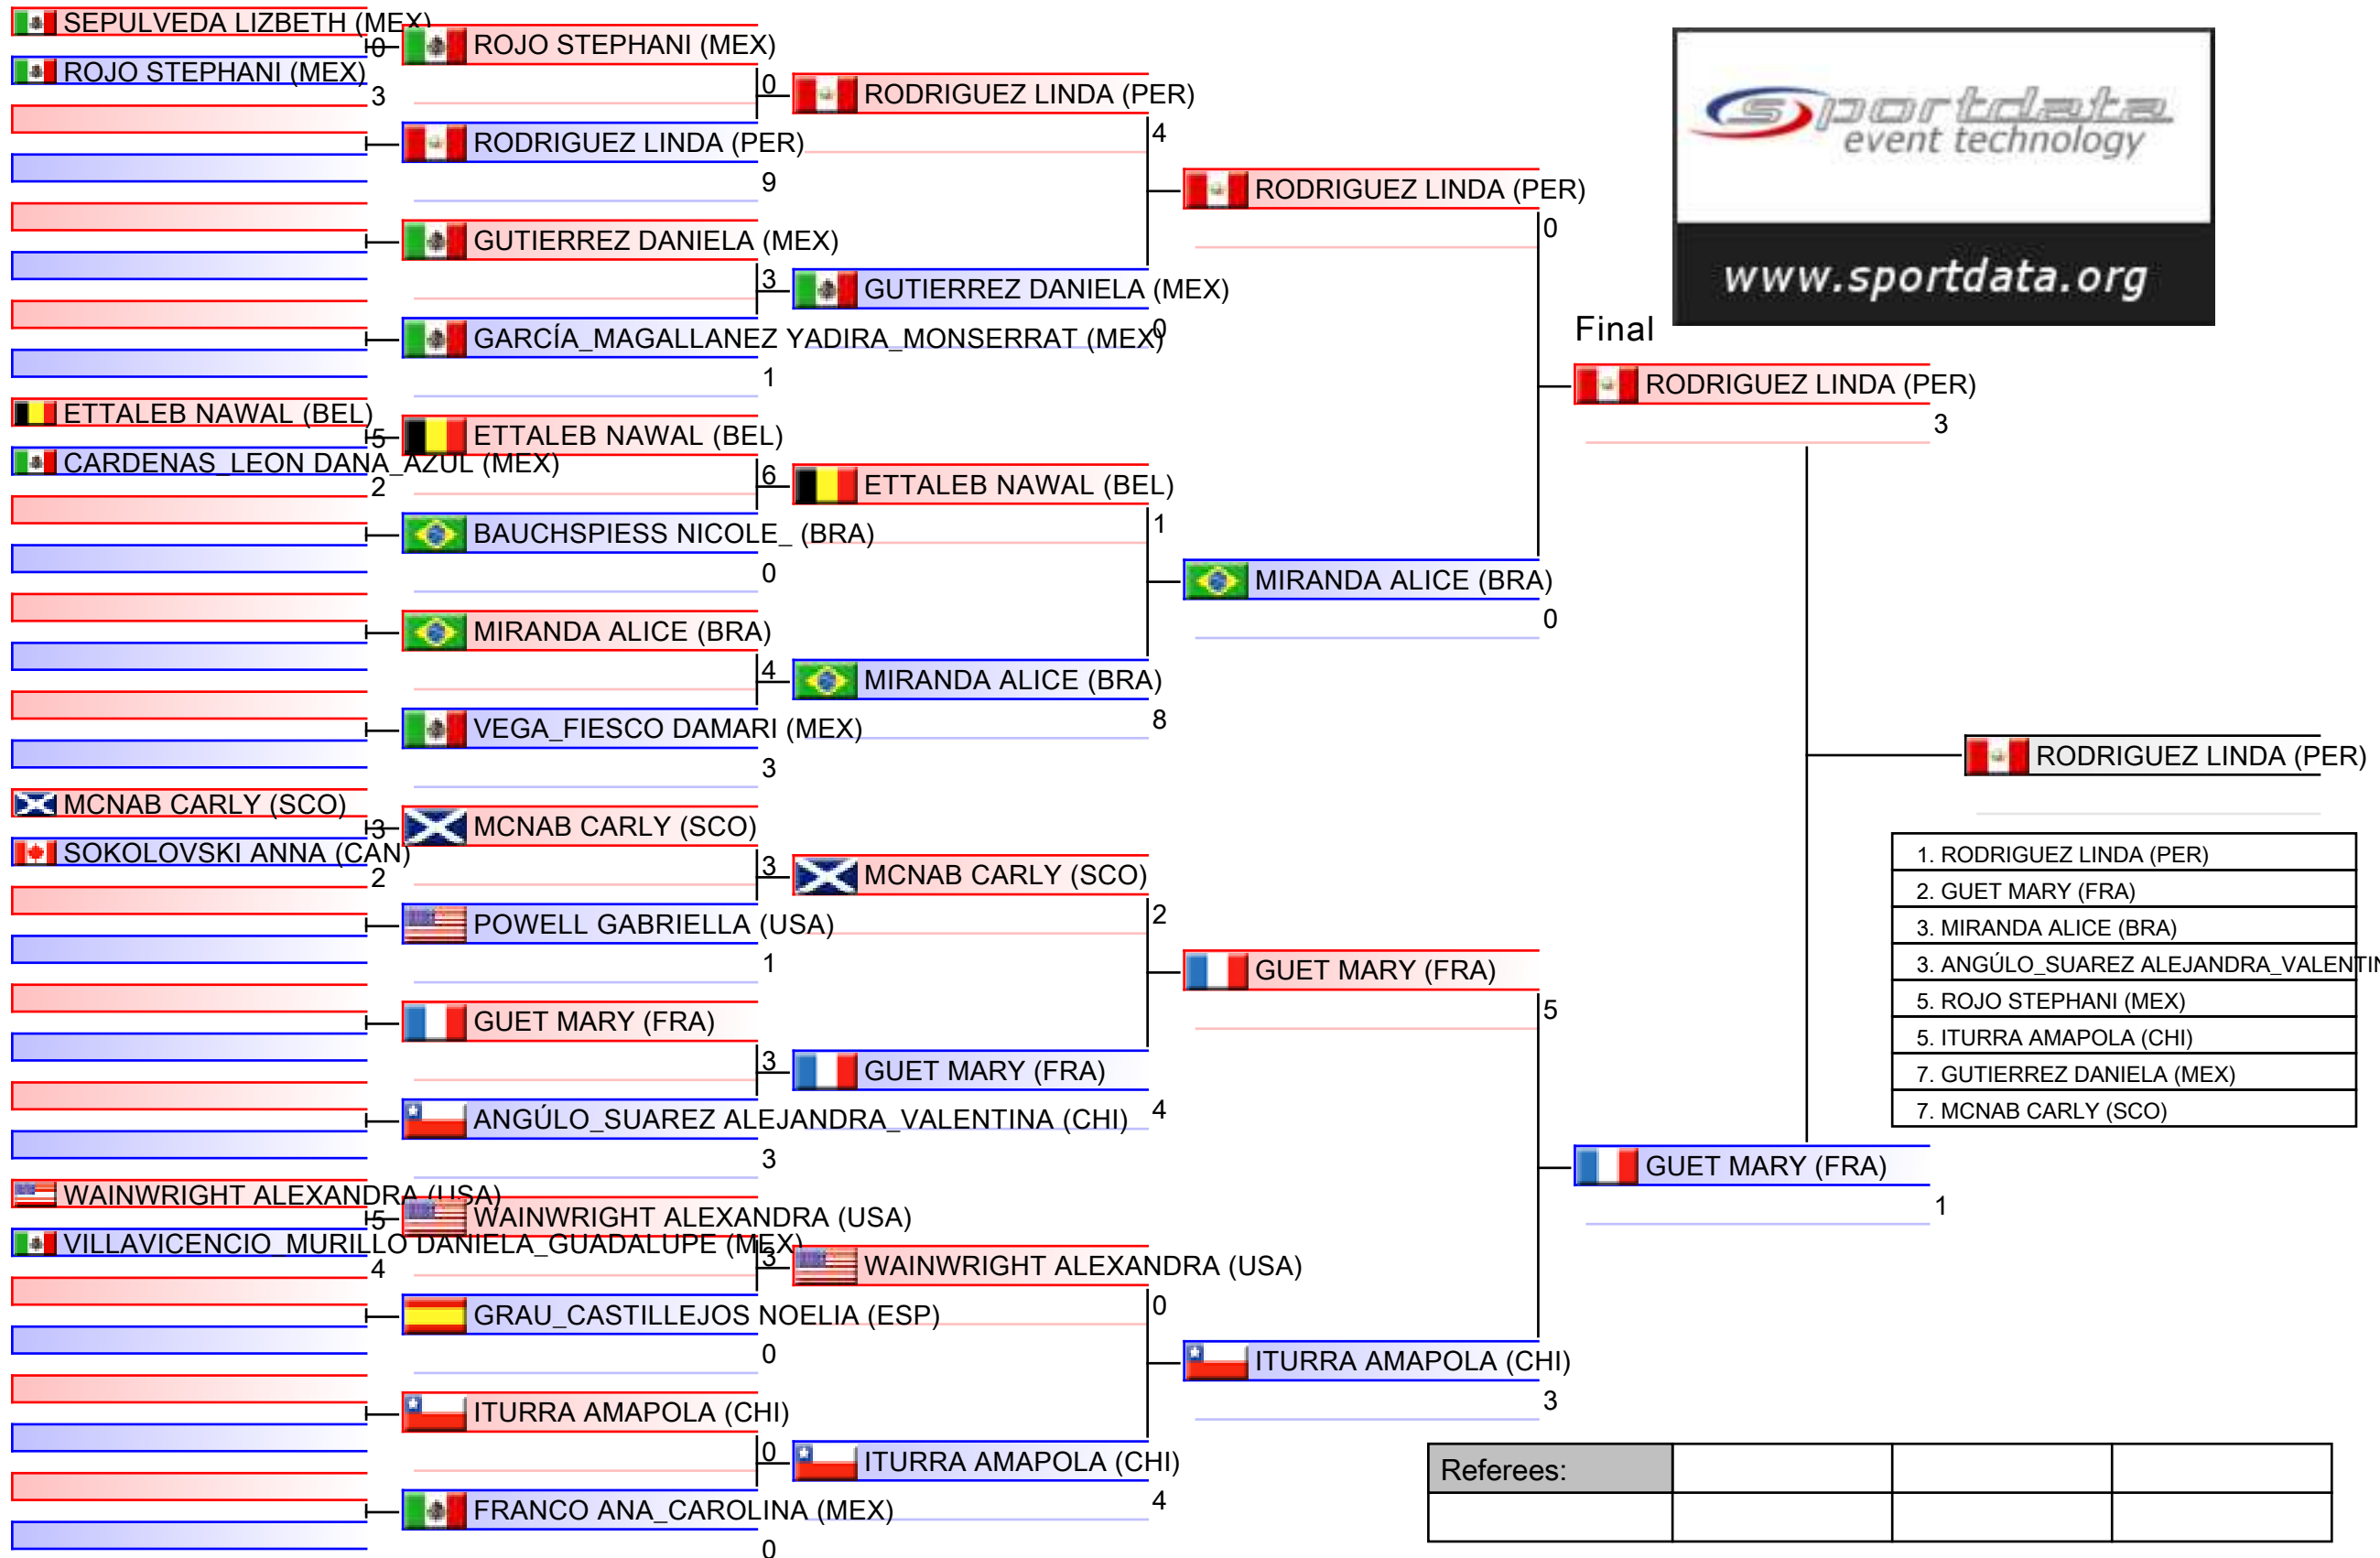 SEPULVEDA LIZBETH (MEX)
0
ROJO STEPHANI (MEX)
3
ETTALEB NAWAL (BEL)
5
CARDENAS_LEON DANA_AZUL (MEX)
2
MCNAB CARLY (SCO)
3
SOKOLOVSKI ANNA (CAN)
2
WAINWRIGHT ALEXANDRA (USA)
5
VILLAVICENCIO_MURILLO DANIELA_GUADALUPE (MEX)
4
ROJO STEPHANI (MEX)
0
RODRIGUEZ LINDA (PER)
9
GUTIERREZ DANIELA (MEX)
3
GARCÍA_MAGALLANEZ YADIRA_MONSERRAT (MEX)
1
ETTALEB NAWAL (BEL)
6
BAUCHSPIESS NICOLE_ (BRA)
0
MIRANDA ALICE (BRA)
4
VEGA_FIESCO DAMARI (MEX)
3
MCNAB CARLY (SCO)
3
POWELL GABRIELLA (USA)
1
GUET MARY (FRA)
3
ANGÚLO_SUAREZ ALEJANDRA_VALENTINA (CHI)
3
WAINWRIGHT ALEXANDRA (USA)
3
GRAU_CASTILLEJOS NOELIA (ESP)
0
ITURRA AMAPOLA (CHI)
0
FRANCO ANA_CAROLINA (MEX)
0
RODRIGUEZ LINDA (PER)
4
GUTIERREZ DANIELA (MEX)
0
ETTALEB NAWAL (BEL)
1
MIRANDA ALICE (BRA)
8
MCNAB CARLY (SCO)
2
GUET MARY (FRA)
4
WAINWRIGHT ALEXANDRA (USA)
0
ITURRA AMAPOLA (CHI)
4
RODRIGUEZ LINDA (PER)
0
MIRANDA ALICE (BRA)
0
GUET MARY (FRA)
5
ITURRA AMAPOLA (CHI)
3
sportdata
event technology
www.sportdata.org
Final
RODRIGUEZ LINDA (PER)
3
GUET MARY (FRA)
1
RODRIGUEZ LINDA (PER)
1. RODRIGUEZ LINDA (PER)
2. GUET MARY (FRA)
3. MIRANDA ALICE (BRA)
3. ANGÚLO_SUAREZ ALEJANDRA_VALENTIN
5. ROJO STEPHANI (MEX)
5. ITURRA AMAPOLA (CHI)
7. GUTIERREZ DANIELA (MEX)
7. MCNAB CARLY (SCO)
Referees: